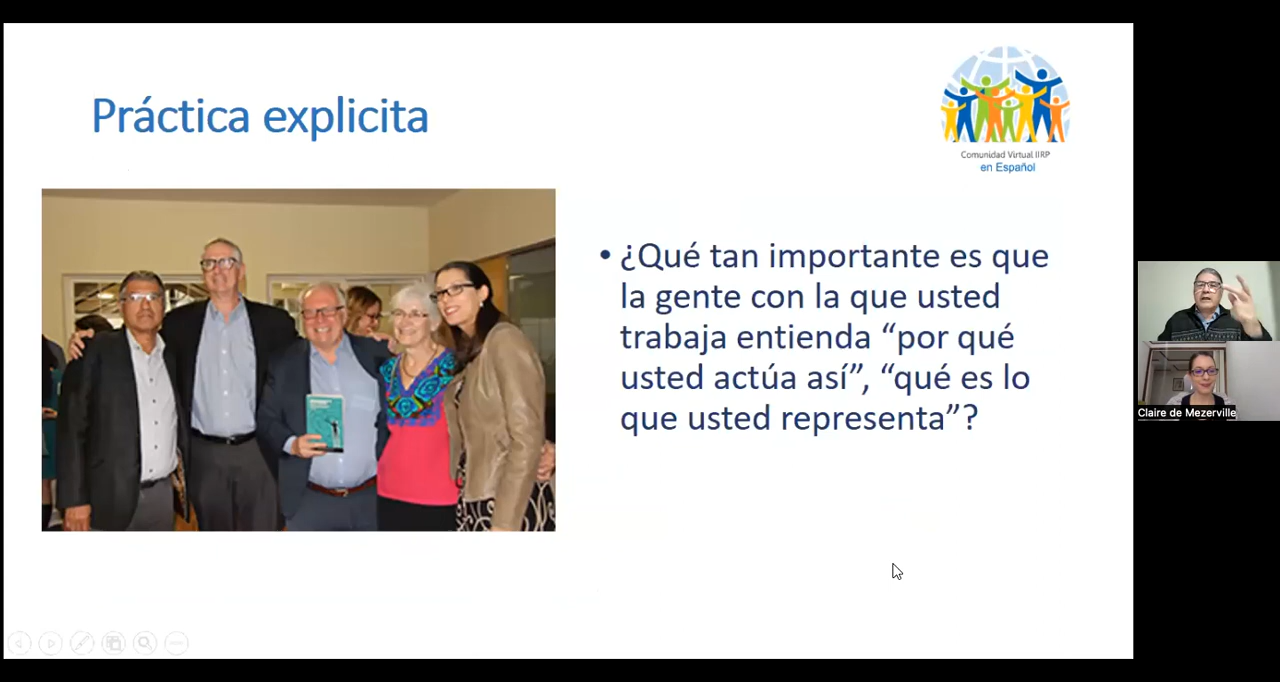 Práctica explicita
Comunidad Virtual IIRP
en Español
• ¿Qué tan importante es que
la gente con la que usted
trabaja entienda “por qué
usted actúa así”, “qué es lo
que usted representa”?
Claire de Mezerville